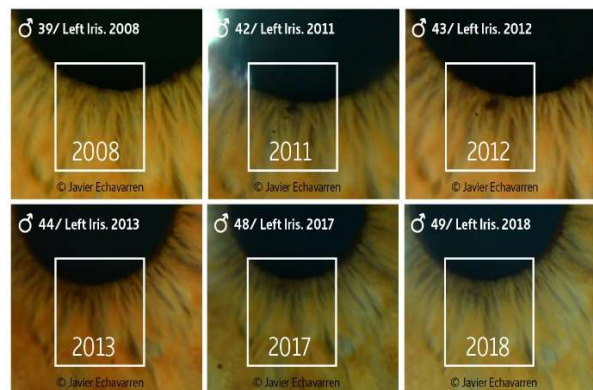 ♂ 39/ Left Iris. 2008
2008
© Javier Echavarren
♂ 42/ Left Iris. 2011
2011
© Javier Echavarren
♂ 43/ Left Iris. 2012
2012
© Javier Echavarren
♂ 44/ Left Iris. 2013
2013
© Javier Echavarren
♂ 48/ Left Iris. 2017
2017
© Javier Echavarren
♂ 49/ Left Iris. 2018
2018
© Javier Echavarren